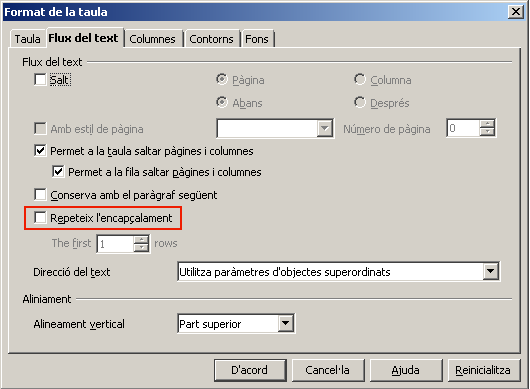 Format de la taula
Taula Flux del text Columnes Contorns Fons
Flux del text
Salt Pàgina Columna
Abans Després
Amb estil de pàgina Número de pàgina 0
Permet a la taula saltar pàgines i columnes
Permet a la fila saltar pàgines i columnes
Conserva amb el paràgraf següent
Repeteix l'encapçalament
The first 1 rows
Direcció del text Utilitza paràmetres d'objectes superordinats
Aliniament
Alineament vertical Part superior
D'acord Cancel·la Ajuda Reinicialitza